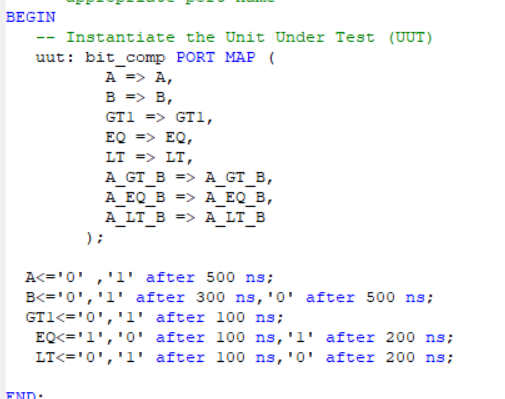 appropriate port name
BEGIN
-- Instantiate the Unit Under Test (UUT)
uut: bit_comp PORT MAP (
A => A,
B => B,
GT1 => GT1,
EQ => EQ,
LT => LT,
A_GT_B => A_GT_B,
A_EQ_B => A_EQ_B,
A_LT_B => A_LT_B
);
A<='0' ,'1' after 500 ns;
B<='0','1' after 300 ns,'0' after 500 ns;
GT1<='0','1' after 100 ns;
EQ<='1','0' after 100 ns,'1' after 200 ns;
LT<='0','1' after 100 ns,'0' after 200 ns;
END;